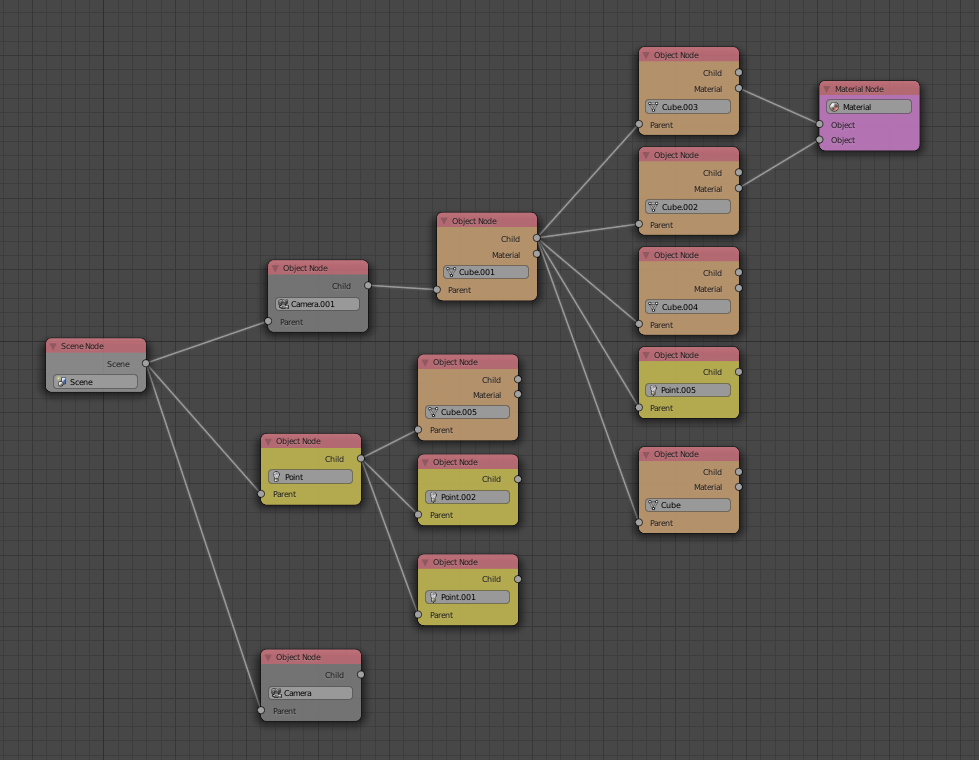 Scene Node
Scene
Scene
Object Node
Child
Camera.001
Parent
Object Node
Child
Point
Parent
Object Node
Child
Camera
Parent
Object Node
Child
Material
Cube.001
Parent
Object Node
Child
Material
Cube.005
Parent
Object Node
Child
Point.002
Parent
Object Node
Child
Point.001
Parent
Object Node
Child
Material
Cube.003
Parent
Object Node
Child
Material
Cube.002
Parent
Object Node
Child
Material
Cube.004
Parent
Object Node
Child
Point.005
Parent
Object Node
Child
Material
Cube
Parent
Material Node
Material
Object
Object